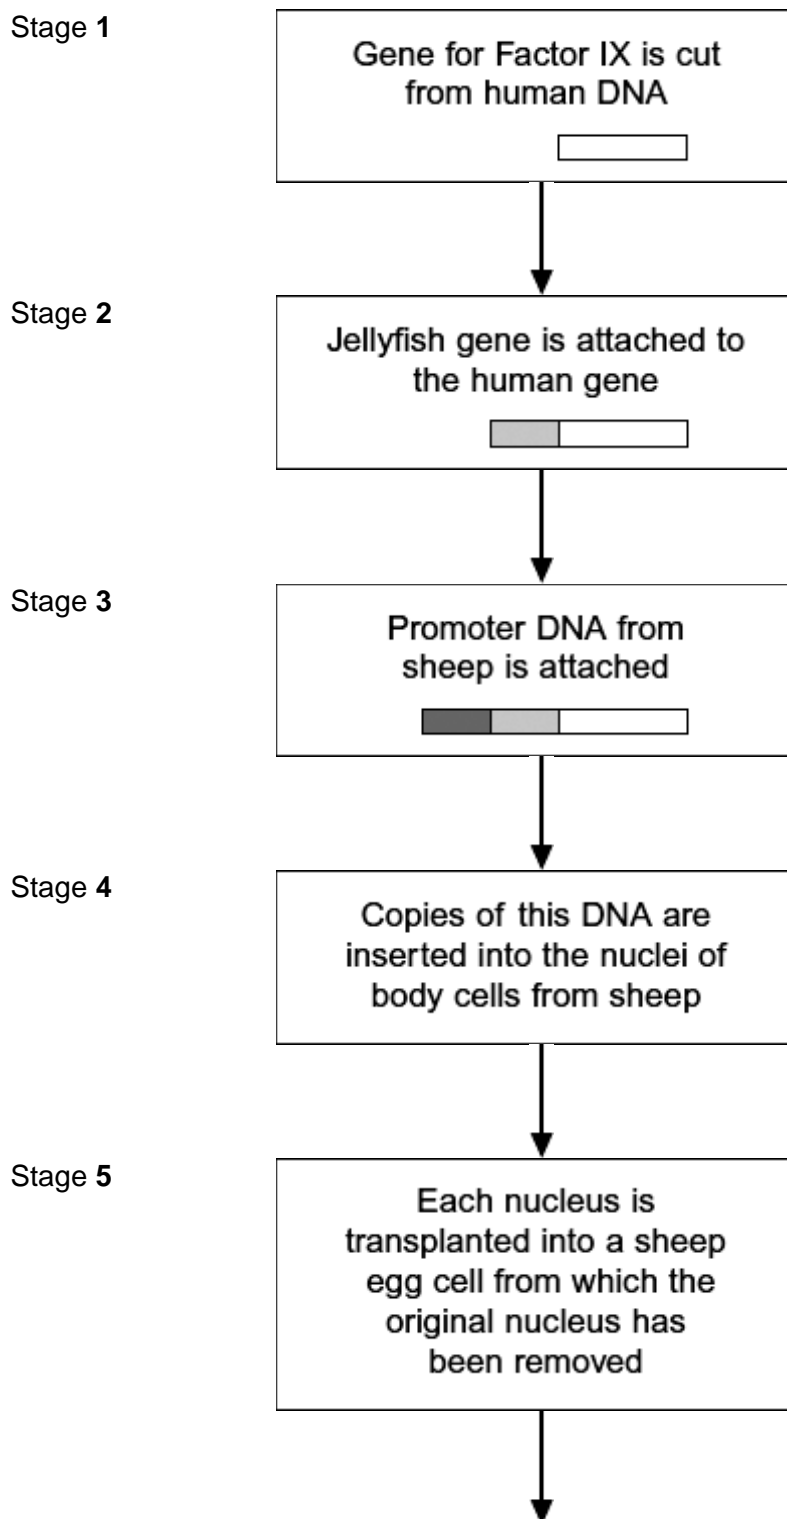 Stage 1
Gene for Factor IX is cut
from human DNA
Stage 2
Jellyfish gene is attached to
the human gene
Stage 3
Promoter DNA from
sheep is attached
Stage 4
Copies of this DNA are
inserted into the nuclei of
body cells from sheep
Stage 5
Each nucleus is
transplanted into a sheep
egg cell from which the
original nucleus has
been removed